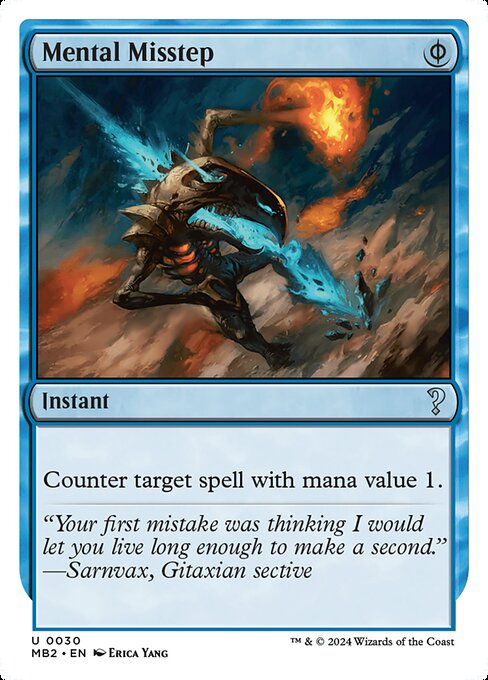 Mental Misstep
Instant
Counter target spell with mana value 1.
“Your first mistake was thinking I would
let you live long enough to make a second.”
—Sarnvax, Gitaxian sective
U 0030
MB2 • EN Erica Yang
™ & © 2024 Wizards of the Coast